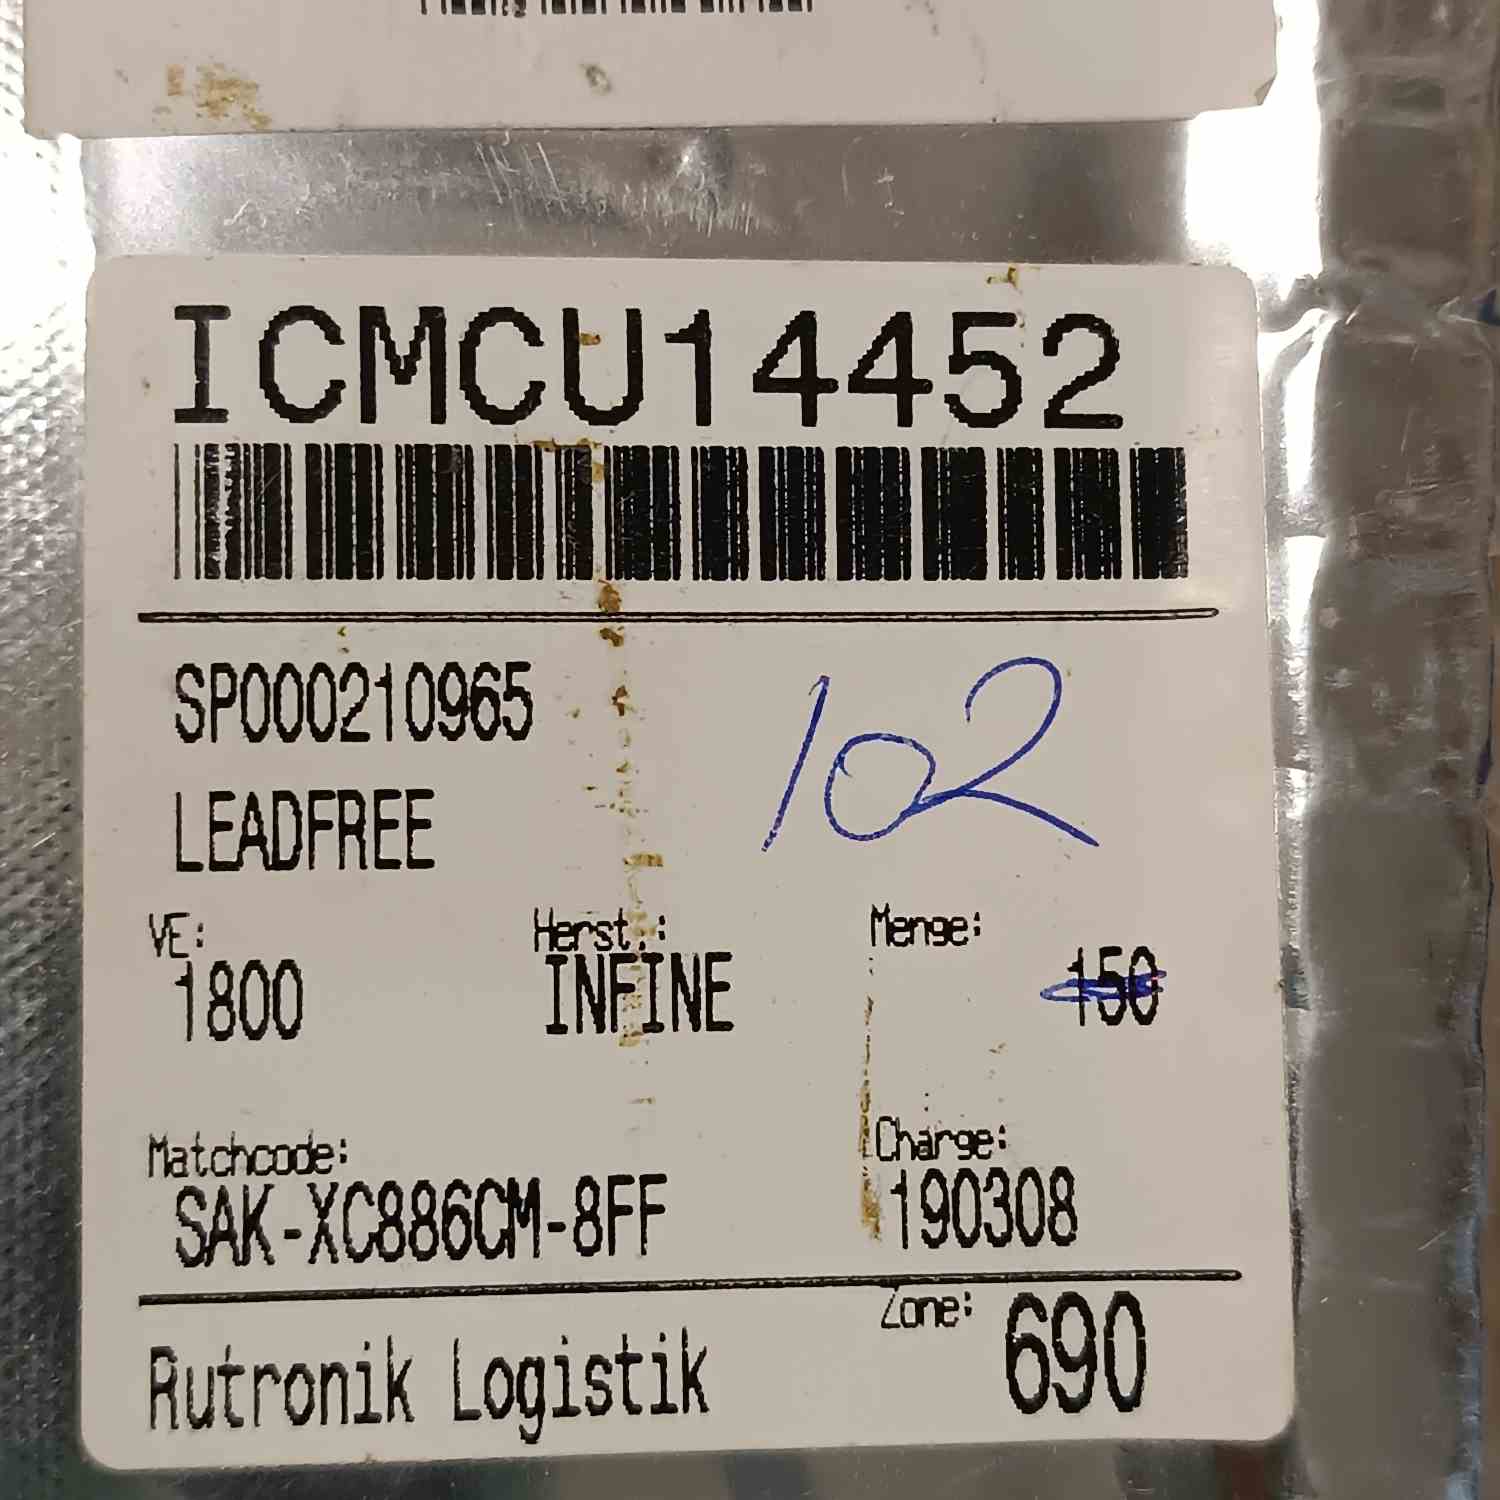 ICMCU14452
SP000210965
102
LEADFREE
VE: Herst.: Menge:
1800 INFINE 150
Matchcode: Charge:
SAK-XC886CM-8FF 190308
Zone: 690
Rutronik Logistik